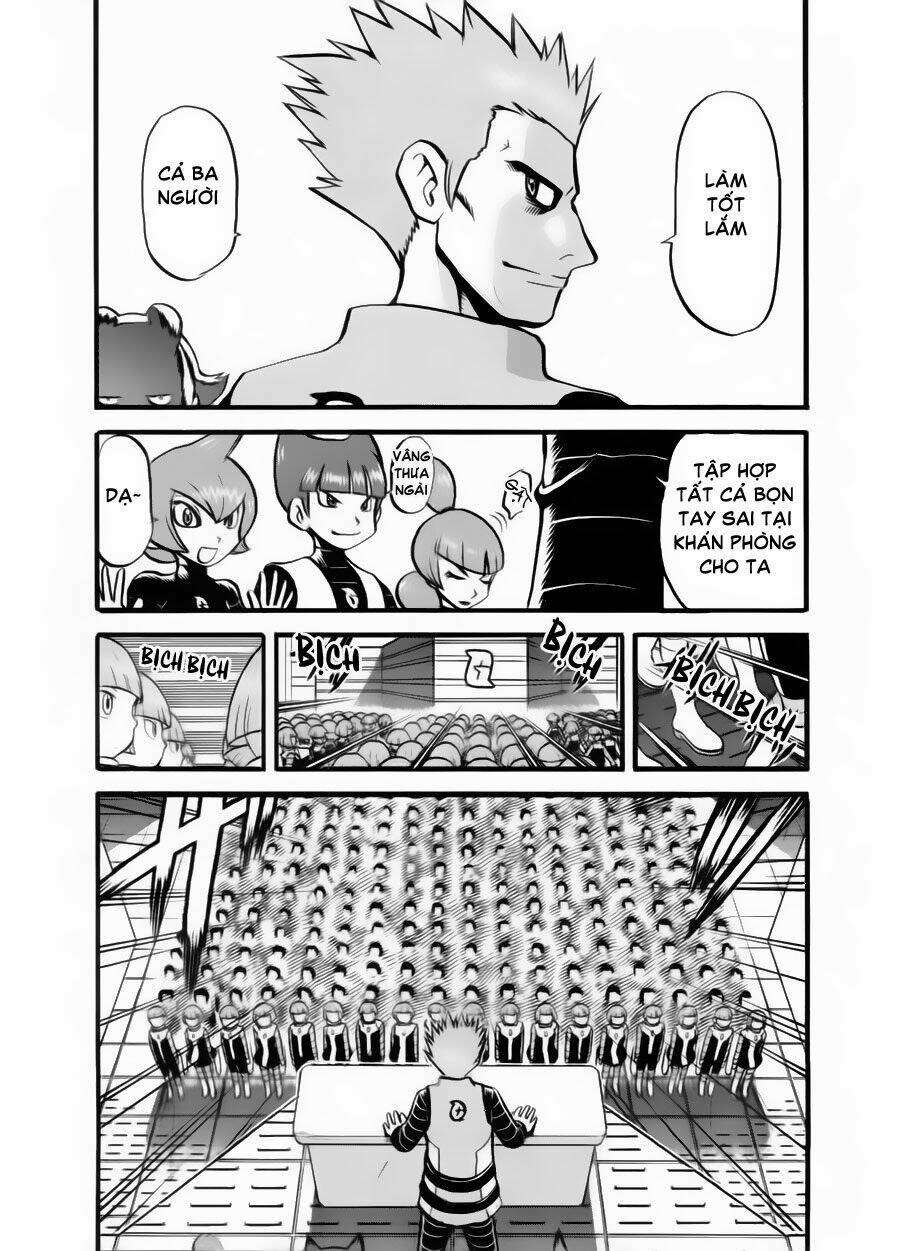 LÀM
TỐT
LẮM
CẢ BA
NGƯỜI
TẬP HỢP
TẤT CẢ BỌN
TAY SAI TẠI
KHÁN PHÒNG
CHO TA
VÂNG
THƯA
NGÀI
DẠ~
BỊCH BỊCH
BỊCH
BỊCH
BỊCH BỊCH